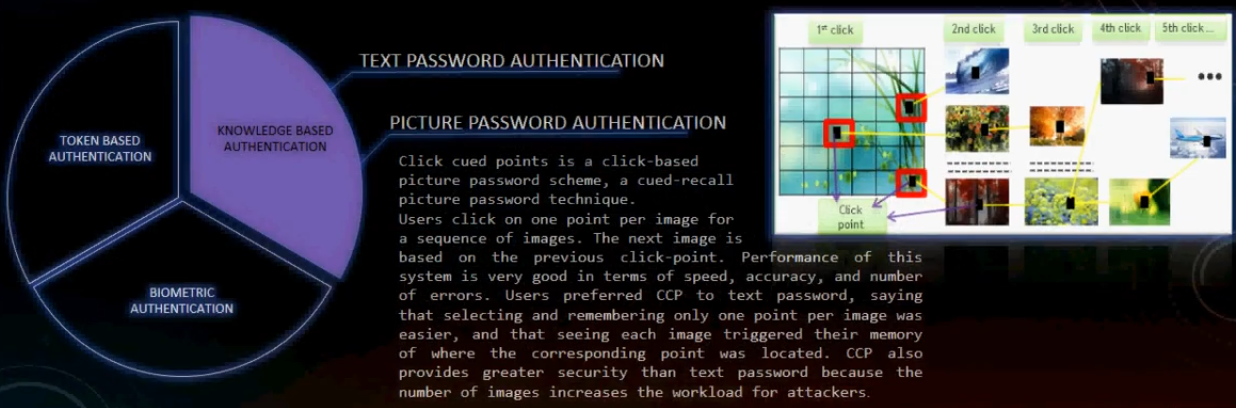 TOKEN BASED
AUTHENTICATION
KNOWLEDGE BASED
AUTHENTICATION
BIOMETRIC
AUTHENTICATION
TEXT PASSWORD AUTHENTICATION
PICTURE PASSWORD AUTHENTICATION
Click cued points is a click-based
picture password scheme, a cued-recall
picture password technique.
Users click on one point per image for
a sequence of images. The next image is
based on the previous click-point. Performance of this
system is very good in terms of speed, accuracy, and number
of errors. Users preferred CCP to text password, saying
that selecting and remembering only one point per image was
easier, and that seeing each image triggered their memory
of where the corresponding point was located. CCP also
provides greater security than text password because the
number of images increases the workload for attackers.
1st click
2nd click
3rd click
4th click
5th click...
Click
point